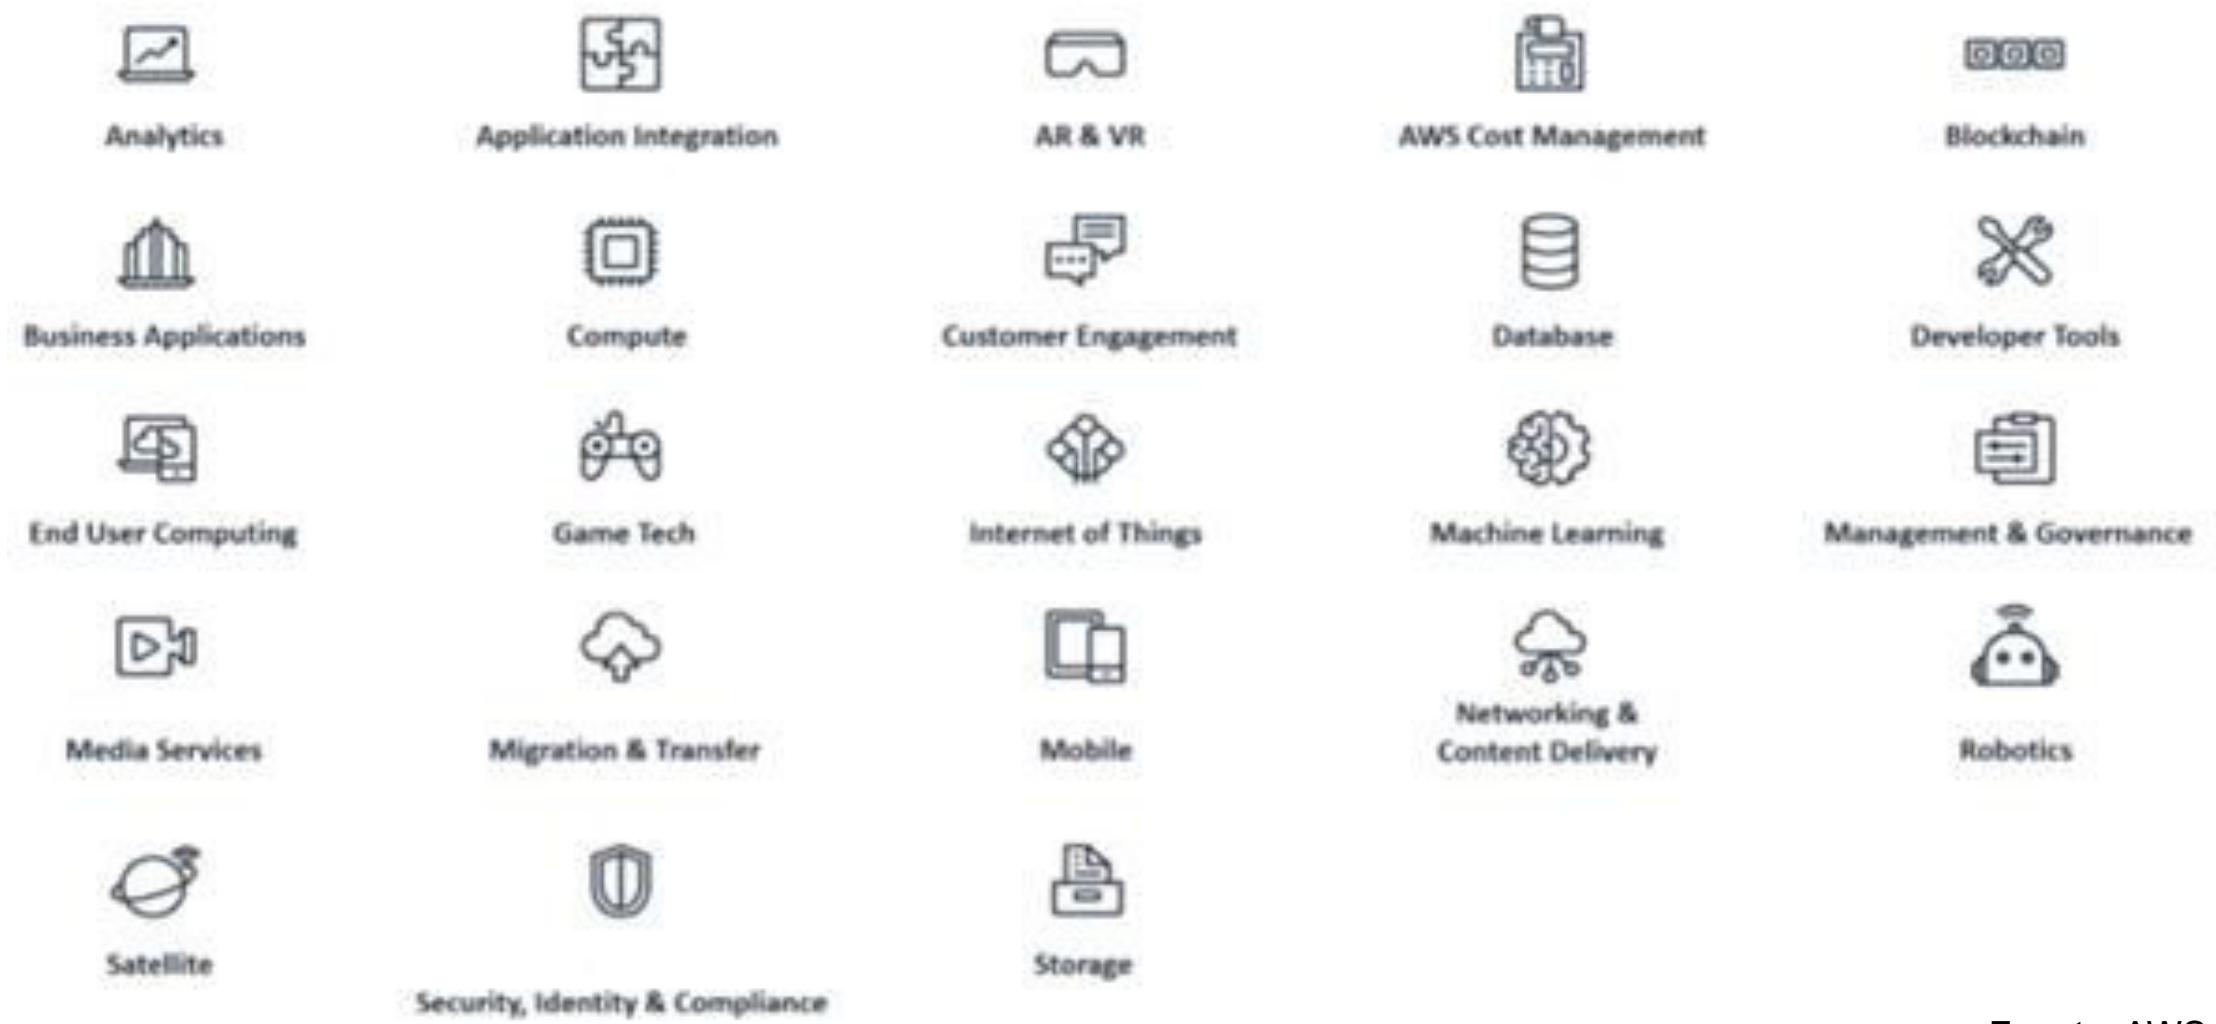 Analytics
Application Integration
AR & VR
AWS Cost Management
Blockchain
Business Applications
Compute
Customer Engagement
Database
Developer Tools
End User Computing
Game Tech
Internet of Things
Machine Learning
Management & Governance
Media Services
Migration & Transfer
Mobile
Networking &
Content Delivery
Robotics
Satellite
Security, Identity & Compliance
Storage